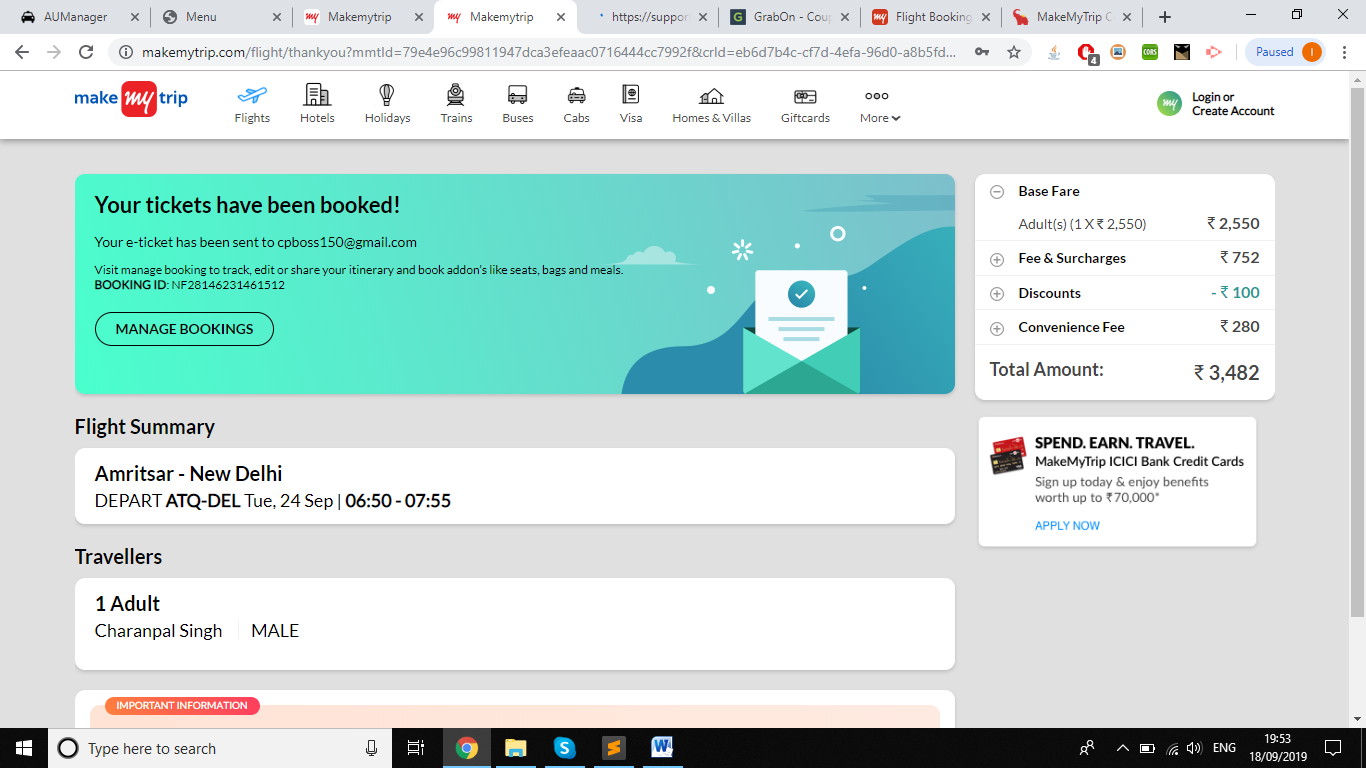 AUManager
Menu
Makemytrip
Makemytrip
https://suppor
GrabOn - Cou
Flight Booking
MakeMyTrip C
makemytrip.com/flight/thankyou?mmtId=79e4e96c99811947dca3efeaac0716444cc7992f&crId=eb6d7b4c-cf7d-4efa-96d0-a8b5fd...
4
CORS
Paused
I
make my trip
Flights
Hotels
Holidays
Trains
Buses
Cabs
Visa
Homes & Villas
Giftcards
More
my
Login or
Create Account
Your tickets have been booked!
Your e-ticket has been sent to cpboss150@gmail.com
Visit manage booking to track, edit or share your itinerary and book addon's like seats, bags and meals.
BOOKING ID: NF28146231461512
MANAGE BOOKINGS
Base Fare
Adult(s) (1 X ₹ 2,550) ₹ 2,550
Fee & Surcharges ₹ 752
Discounts - ₹ 100
Convenience Fee ₹ 280
Total Amount: ₹ 3,482
SPEND. EARN. TRAVEL.
MakeMyTrip ICICI Bank Credit Cards
Sign up today & enjoy benefits
worth up to ₹70,000*
APPLY NOW
Flight Summary
Amritsar - New Delhi
DEPART ATQ-DEL Tue, 24 Sep | 06:50 - 07:55
Travellers
1 Adult
Charanpal Singh MALE
IMPORTANT INFORMATION
Type here to search
ENG
19:53
18/09/2019